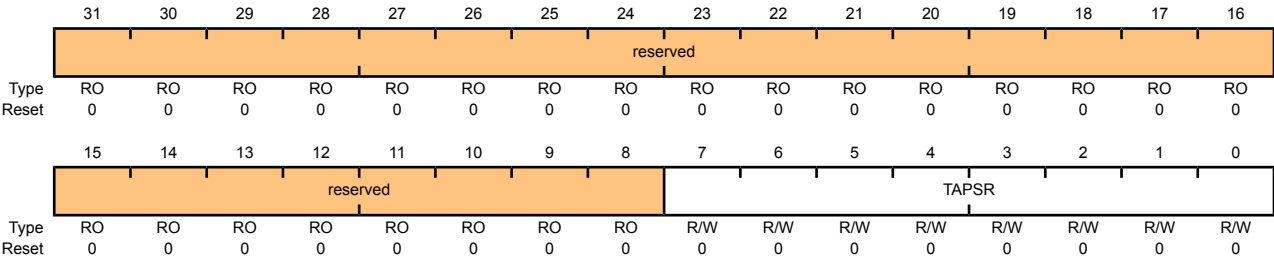 31 30 29 28 27 26 25 24 23 22 21 20 19 18 17 16
reserved
Type RO RO RO RO RO RO RO RO RO RO RO RO RO RO RO RO
Reset 0 0 0 0 0 0 0 0 0 0 0 0 0 0 0 0
15 14 13 12 11 10 9 8 7 6 5 4 3 2 1 0
reserved TAPSR
Type RO RO RO RO RO RO RO RO R/W R/W R/W R/W R/W R/W R/W R/W
Reset 0 0 0 0 0 0 0 0 0 0 0 0 0 0 0 0